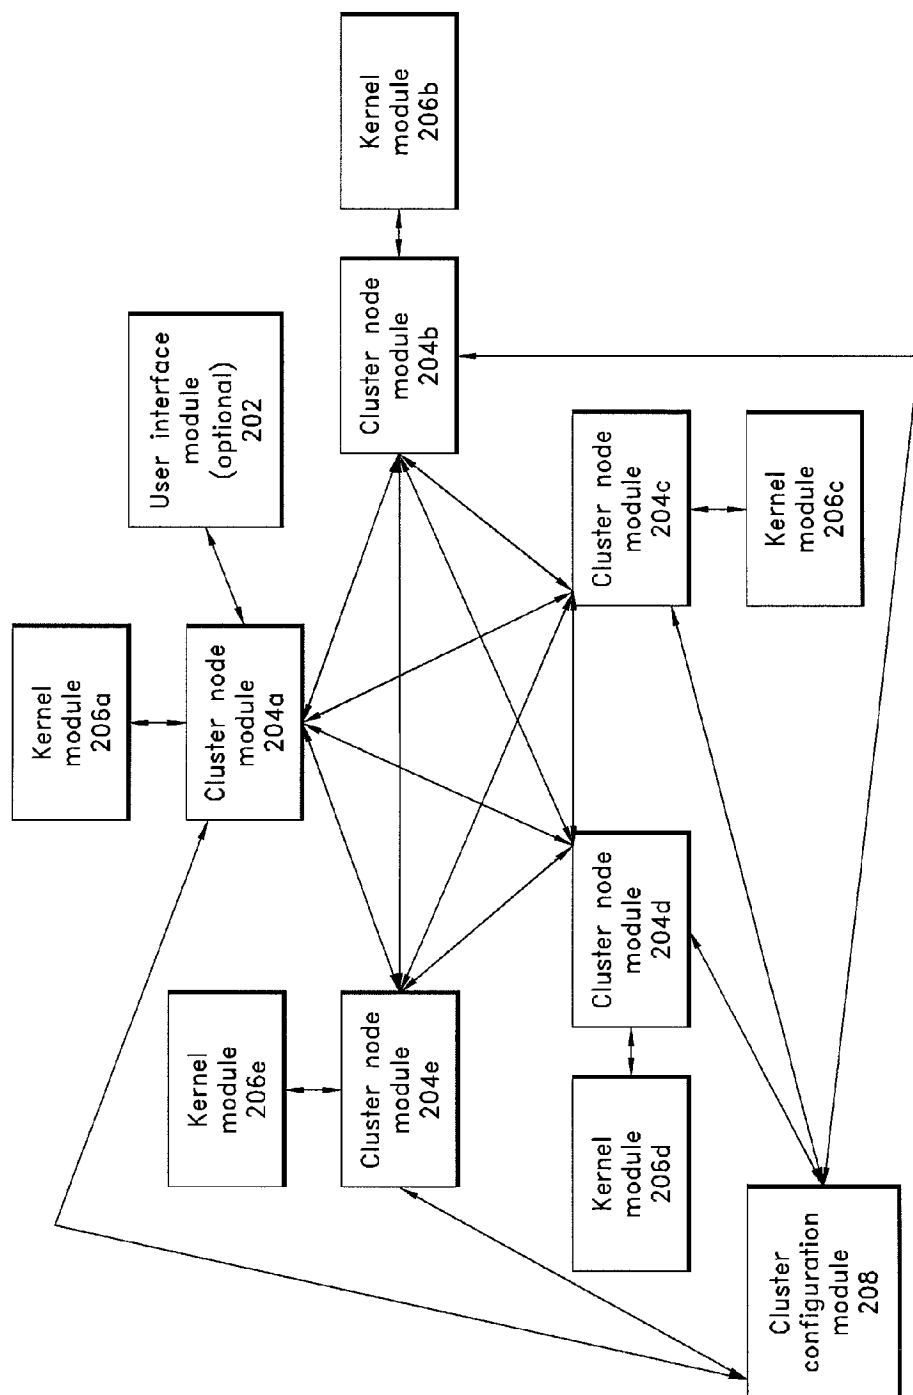 Kernel
module
206a
User interface
module
(optional)
202
Cluster node
module
204a
Kernel
module
206e
Cluster node
module
204e
Cluster node
module
204b
Kernel
module
206b
Kernel
module
206d
Cluster node
module
204d
Cluster node
module
204c
Kernel
module
206c
Cluster
configuration
module
208